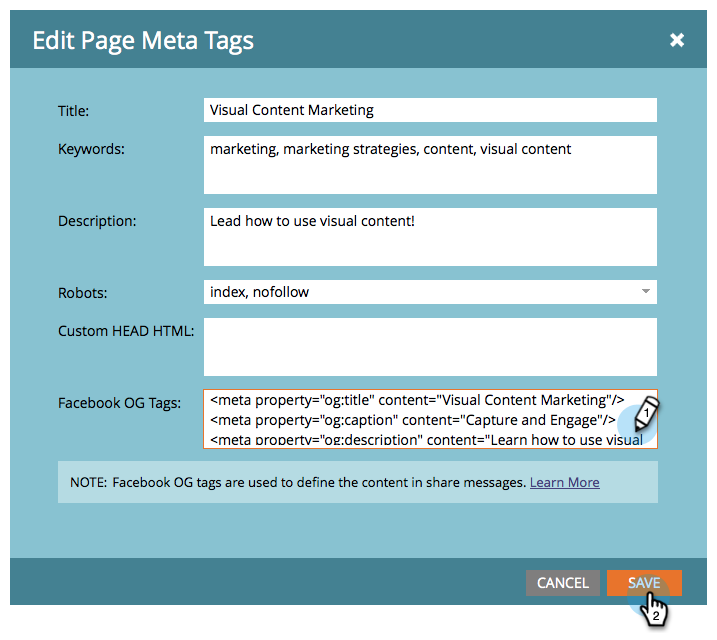 Edit Page Meta Tags
Title: Visual Content Marketing
Keywords: marketing, marketing strategies, content, visual content
Description: Lead how to use visual content!
Robots: index, nofollow
Custom HEAD HTML:
Facebook OG Tags: <meta property="og:title" content="Visual Content Marketing"/>
<meta property="og:caption" content="Capture and Engage"/>
<meta property="og:description" content="Learn how to use visual
1
NOTE: Facebook OG tags are used to define the content in share messages. Learn More
CANCEL SAVE
2